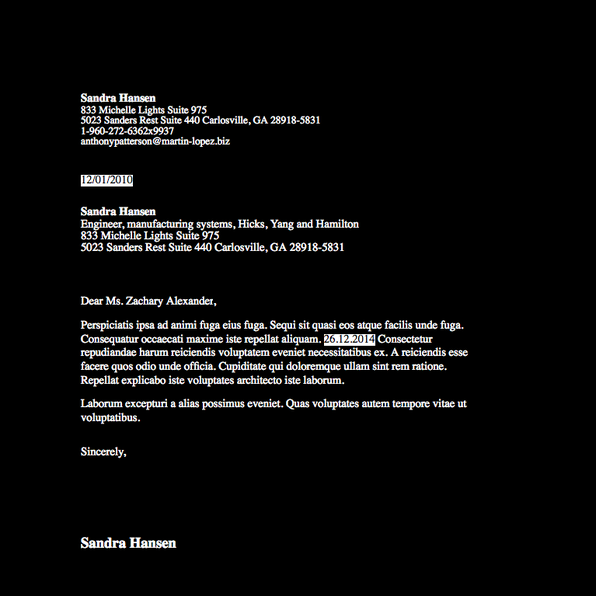 Sandra Hansen
833 Michelle Lights Suite 975
5023 Sanders Rest Suite 440 Carlosville, GA 28918-5831
1-960-272-6362x9937
anthonypatterson@martin-lopez.biz
12/01/2010
Sandra Hansen
Engineer, manufacturing systems, Hicks, Yang and Hamilton
833 Michelle Lights Suite 975
5023 Sanders Rest Suite 440 Carlosville, GA 28918-5831
Dear Ms. Zachary Alexander,
Perspiciatis ipsa ad animi fuga eius fuga. Sequi sit quasi eos atque facilis unde fuga.
Consequatur occaecati maxime iste repellat aliquam. 26.12.2014 Consectetur
repudiandae harum reiciendis voluptatem eveniet necessitatibus ex. A reiciendis esse
facere quos odio unde officia. Cupiditate qui doloremque ullam sint rem ratione.
Repellat explicabo iste voluptates architecto iste laborum.
Laborum excepturi a alias possimus eveniet. Quas voluptates autem tempore vitae ut
voluptatibus.
Sincerely,
Sandra Hansen